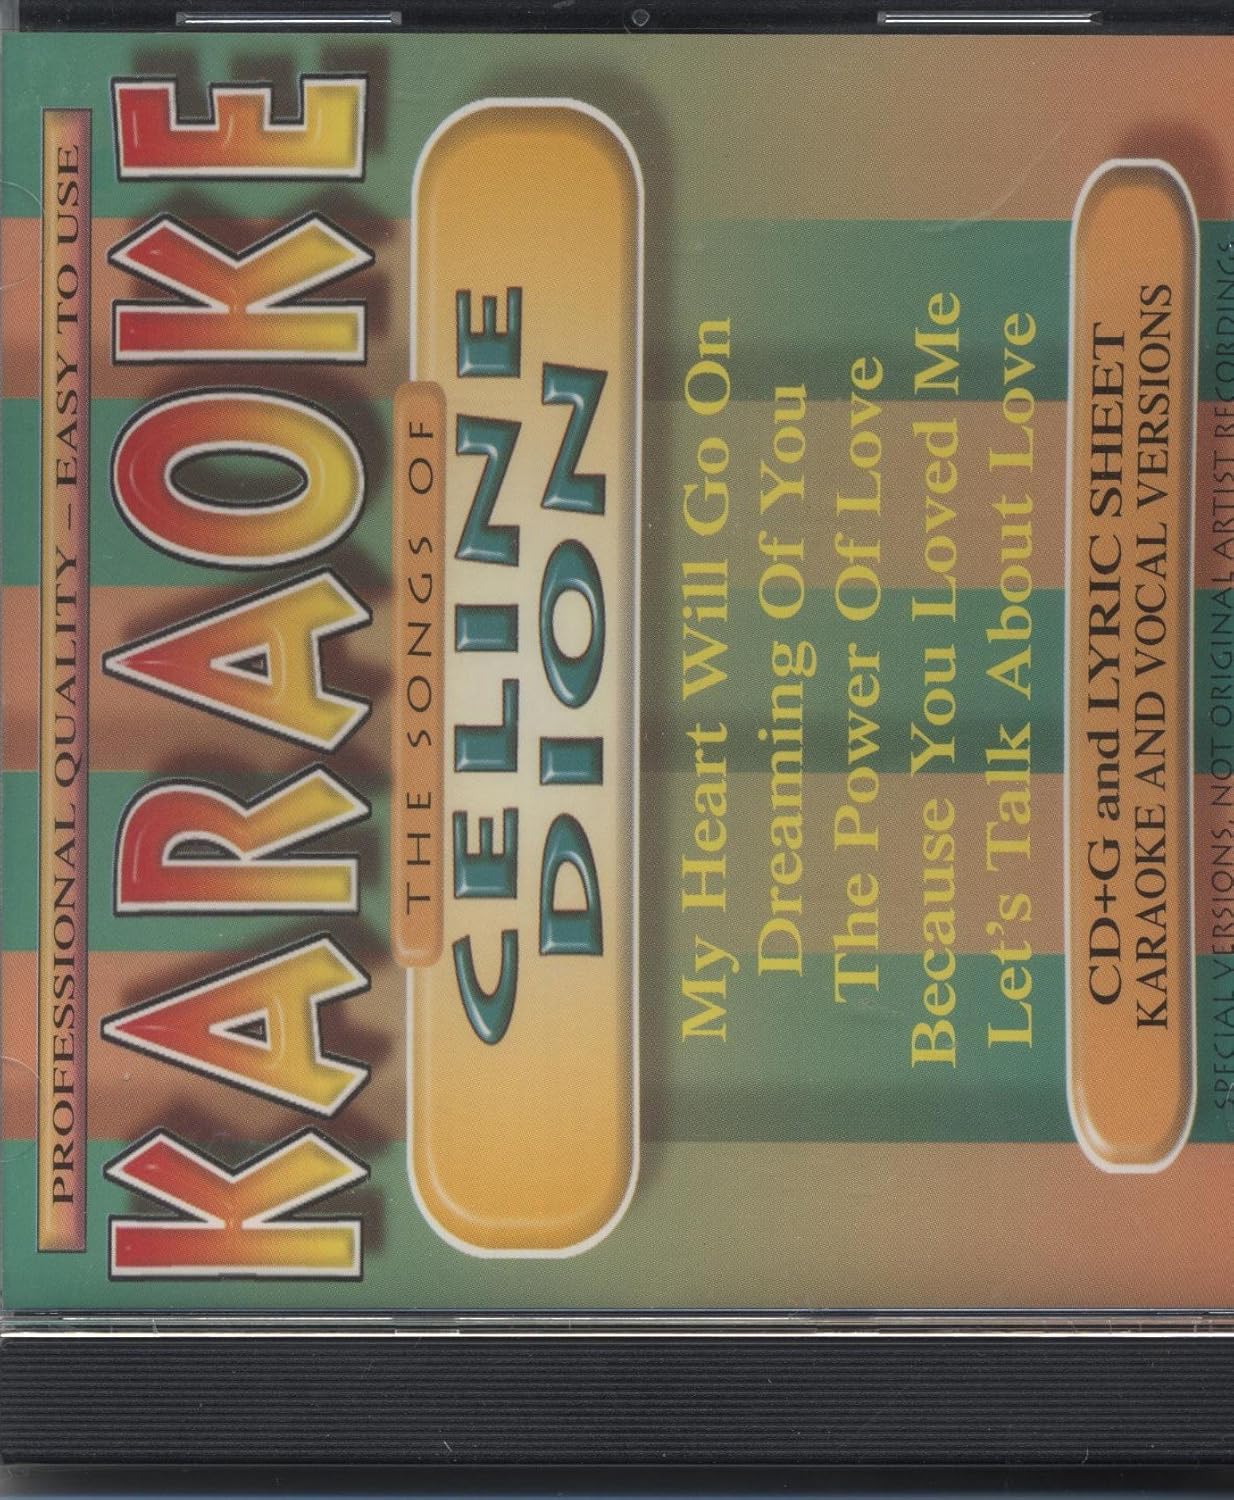 PROFESSIONAL QUALITY – EASY TO USE
KARAOKE
THE SONGS OF
CELINE
DION
My Heart Will Go On
Dreaming Of You
The Power Of Love
Because You Loved Me
Let's Talk About Love
CD+G and LYRIC SHEET
KARAOKE AND VOCAL VERSIONS
SPECIAL VERSIONS, NOT ORIGINAL ARTIST RECORDINGS